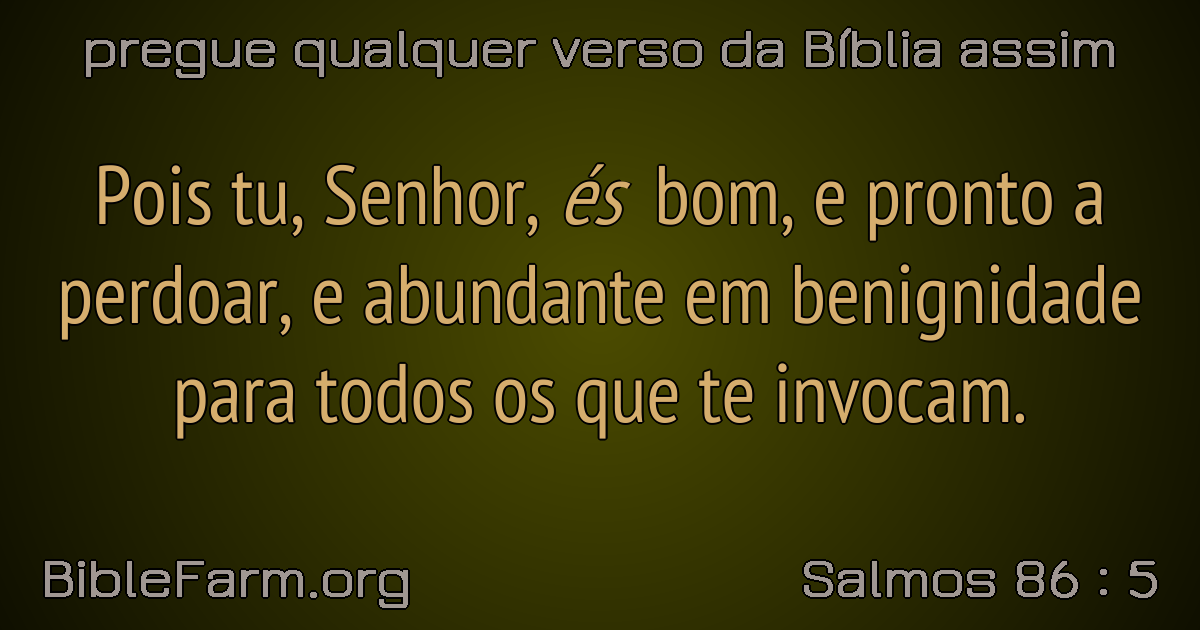 pregue qualquer verso da Bíblia assim
Pois tu, Senhor, és bom, e pronto a
perdoar, e abundante em benignidade
para todos os que te invocam.
BibleFarm.org
Salmos 86 : 5